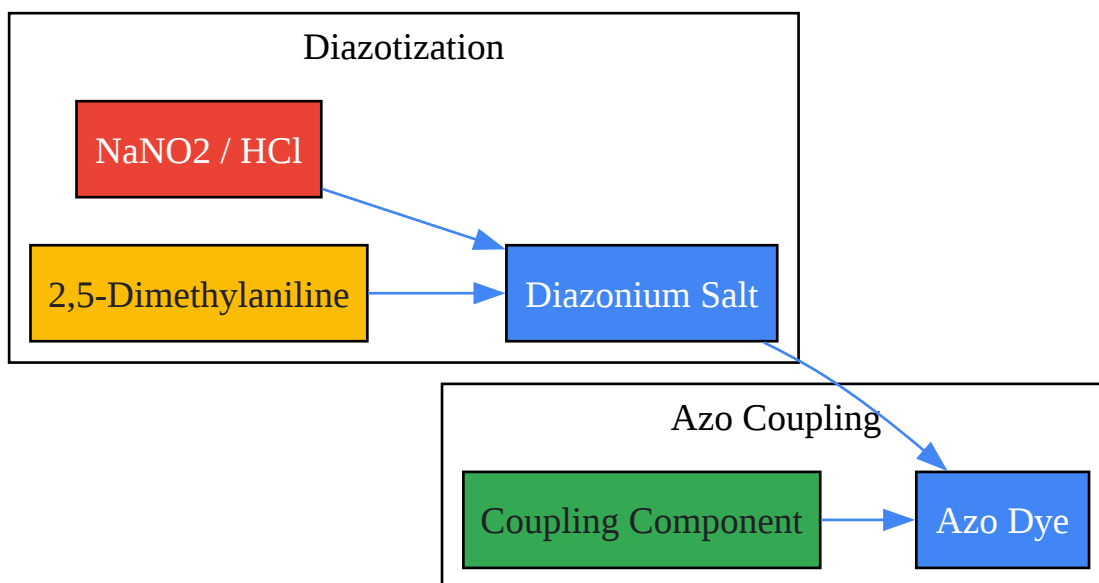 Diazotization
NaNO2 / HCl
2,5-Dimethylaniline
Diazonium Salt
Azo Coupling
Coupling Component
Azo Dye